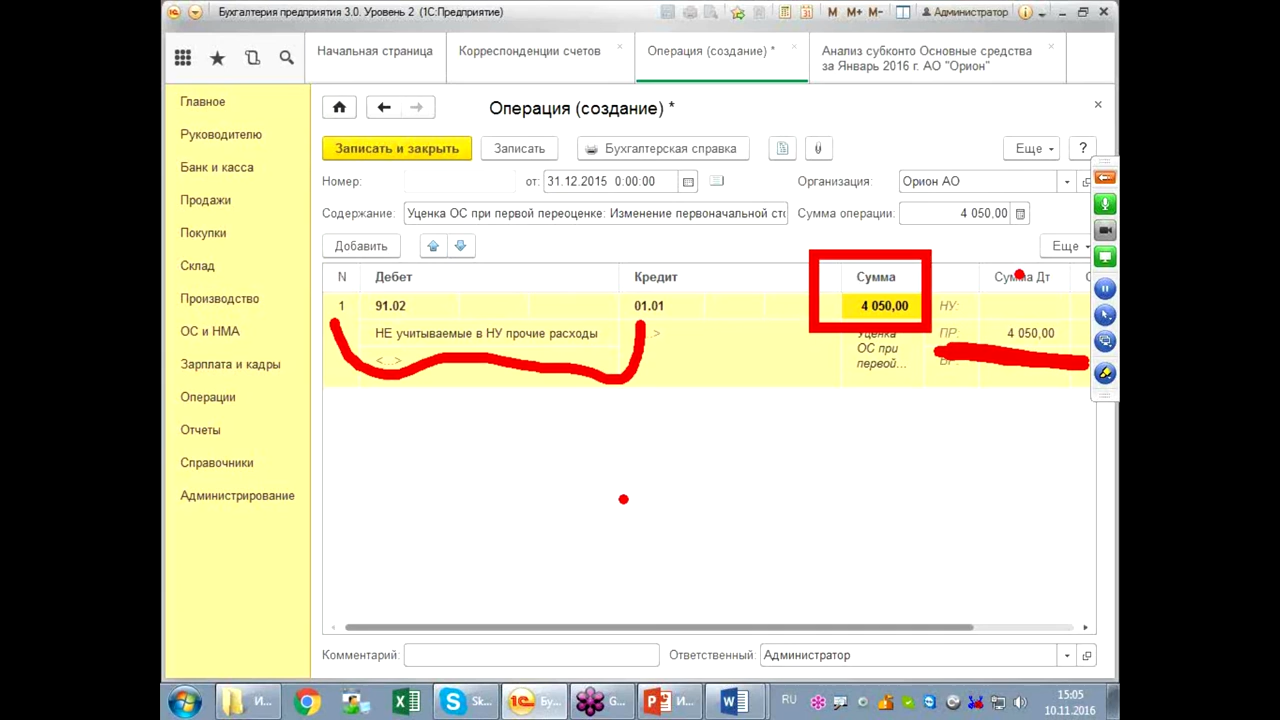 Бухгалтерия предприятия 3.0. Уровень 2 (1С:Предприятие)
M M+ M- Администратор
Начальная страница
Корреспонденции счетов
Операция (создание) *
Анализ субконто Основные средства за Январь 2016 г. АО "Орион"
Главное
Руководителю
Банк и касса
Продажи
Покупки
Склад
Производство
ОС и НМА
Зарплата и кадры
Операции
Отчеты
Справочники
Администрирование
Операция (создание) *
Записать и закрыть Записать Бухгалтерская справка Еще ?
Номер: от: 31.12.2015 0:00:00 Организация: Орион АО
Содержание: Уценка ОС при первой переоценке: Изменение первоначальной сто Сумма операции: 4 050,00
Добавить Еще
N Дебет Кредит Сумма Сумма Дт
1 91.02 01.01 4 050,00 НУ:
НЕ учитываемые в НУ прочие расходы > Уценка ПР: 4 050,00
<...> ОС при
первой...
Комментарий: Ответственный: Администратор
И... Sk... Бу... G... И... RU 15:05
10.11.2016